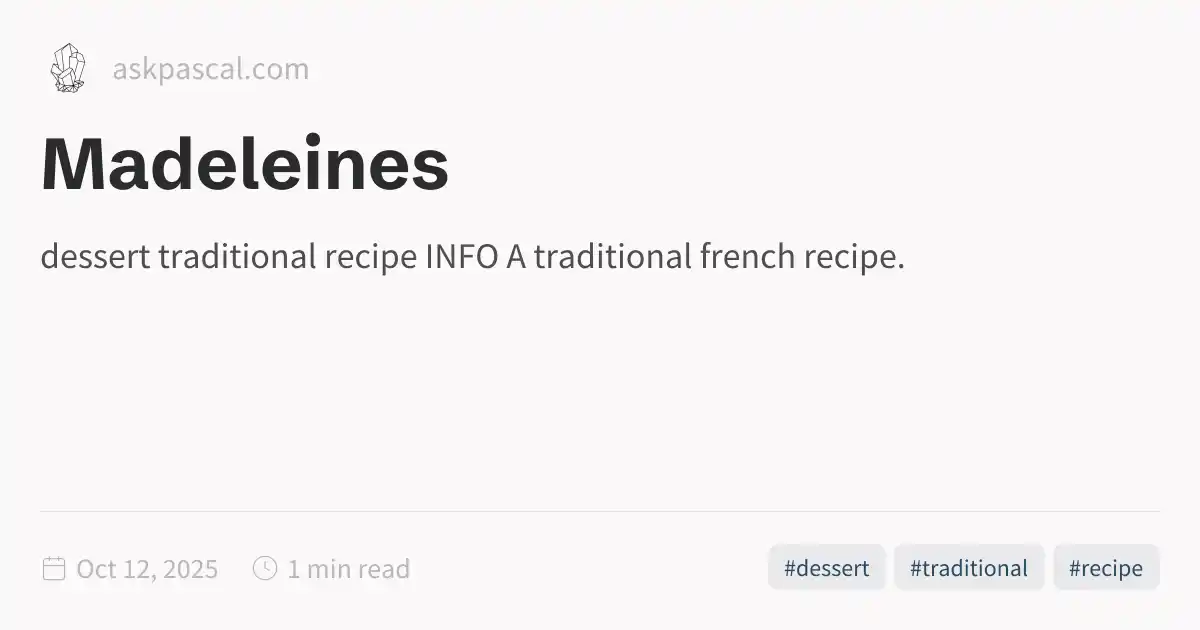 askpascal.com
Madeleines
dessert traditional recipe INFO A traditional french recipe.
Oct 12, 2025
1 min read
#dessert
#traditional
#recipe